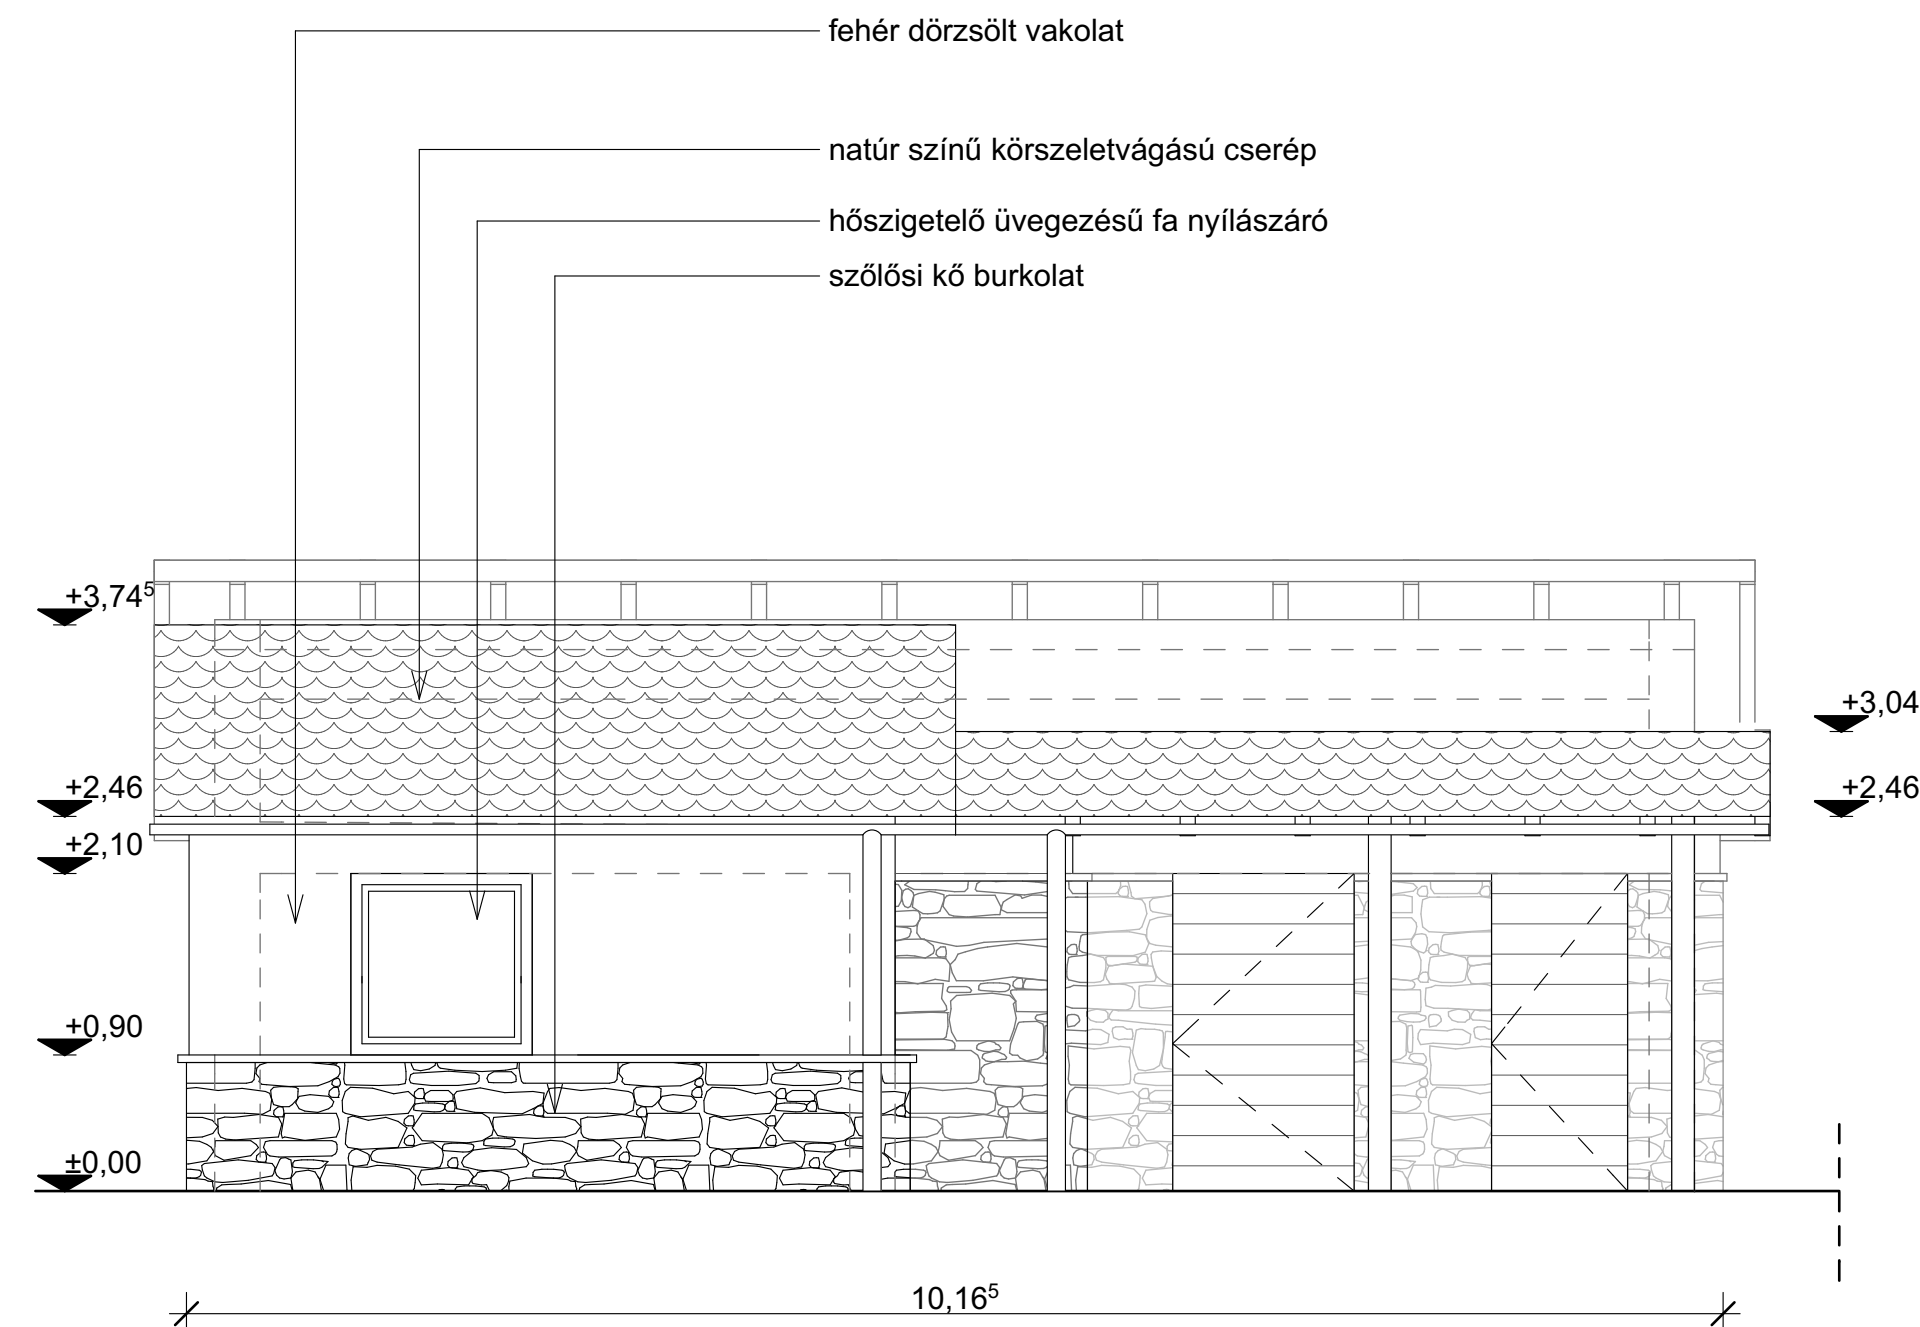 fehér dörzsölt vakolat
natúr színű körszeletvágású cserép
hőszigetelő üvegezésű fa nyílászáró
szőlősi kő burkolat
+3,74⁵
+3,04
+2,46
+2,46
+2,10
+0,90
±0,00
10,16⁵